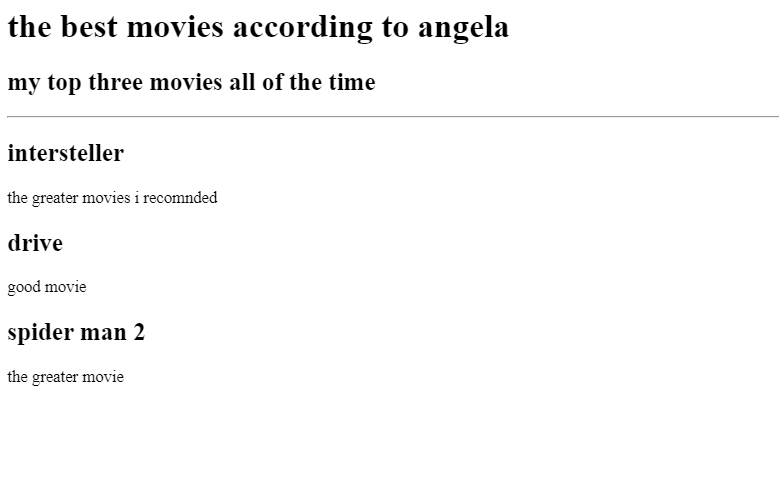 the best movies according to angela
my top three movies all of the time
intersteller
the greater movies i recomnded
drive
good movie
spider man 2
the greater movie